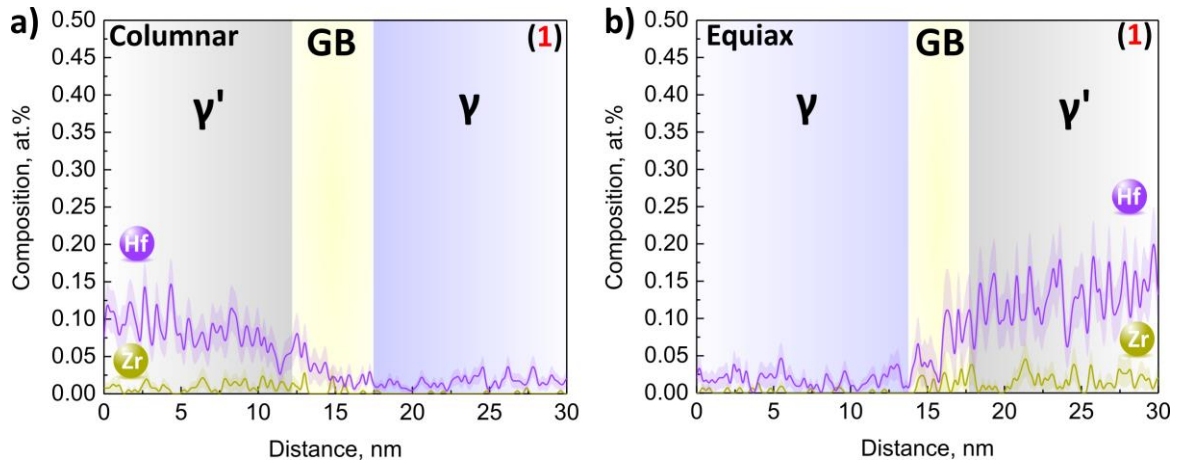 a) Columnar GB (1)
γ' γ
Hf
Zr
Composition, at.%
0.50
0.45
0.40
0.35
0.30
0.25
0.20
0.15
0.10
0.05
0.00
0 5 10 15 20 25 30
Distance, nm
b) Equiax GB (1)
γ γ'
Hf
Zr
Composition, at.%
0.50
0.45
0.40
0.35
0.30
0.25
0.20
0.15
0.10
0.05
0.00
0 5 10 15 20 25 30
Distance, nm